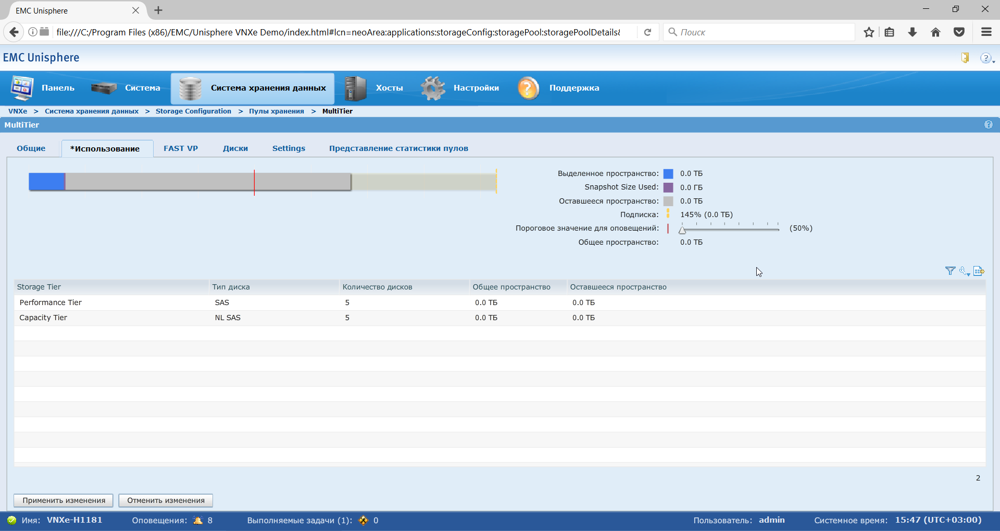 EMC Unisphere
file:///C:/Program Files (x86)/EMC/Unisphere VNXe Demo/index.html#lcn=neoArea:applications:storageConfig:storagePool:storagePoolDetails&
Поиск
EMC Unisphere
Панель Система Система хранения данных Хосты Настройки Поддержка
VNXe > Система хранения данных > Storage Configuration > Пулы хранения > MultiTier
MultiTier
Общие *Использование FAST VP Диски Settings Представление статистики пулов
Выделенное пространство: 0.0 ТБ
Snapshot Size Used: 0.0 ГБ
Оставшееся пространство: 0.0 ТБ
Подписка: 145% (0.0 ТБ)
Пороговое значение для оповещений: (50%)
Общее пространство: 0.0 ТБ
Storage Tier Тип диска Количество дисков Общее пространство Оставшееся пространство
Performance Tier SAS 5 0.0 ТБ 0.0 ТБ
Capacity Tier NL SAS 5 0.0 ТБ 0.0 ТБ
2
Применить изменения Отменить изменения
Имя: VNXe-H1181 Оповещения: 8 Выполняемые задачи (1): 0 Пользователь: admin Системное время: 15:47 (UTC+03:00)